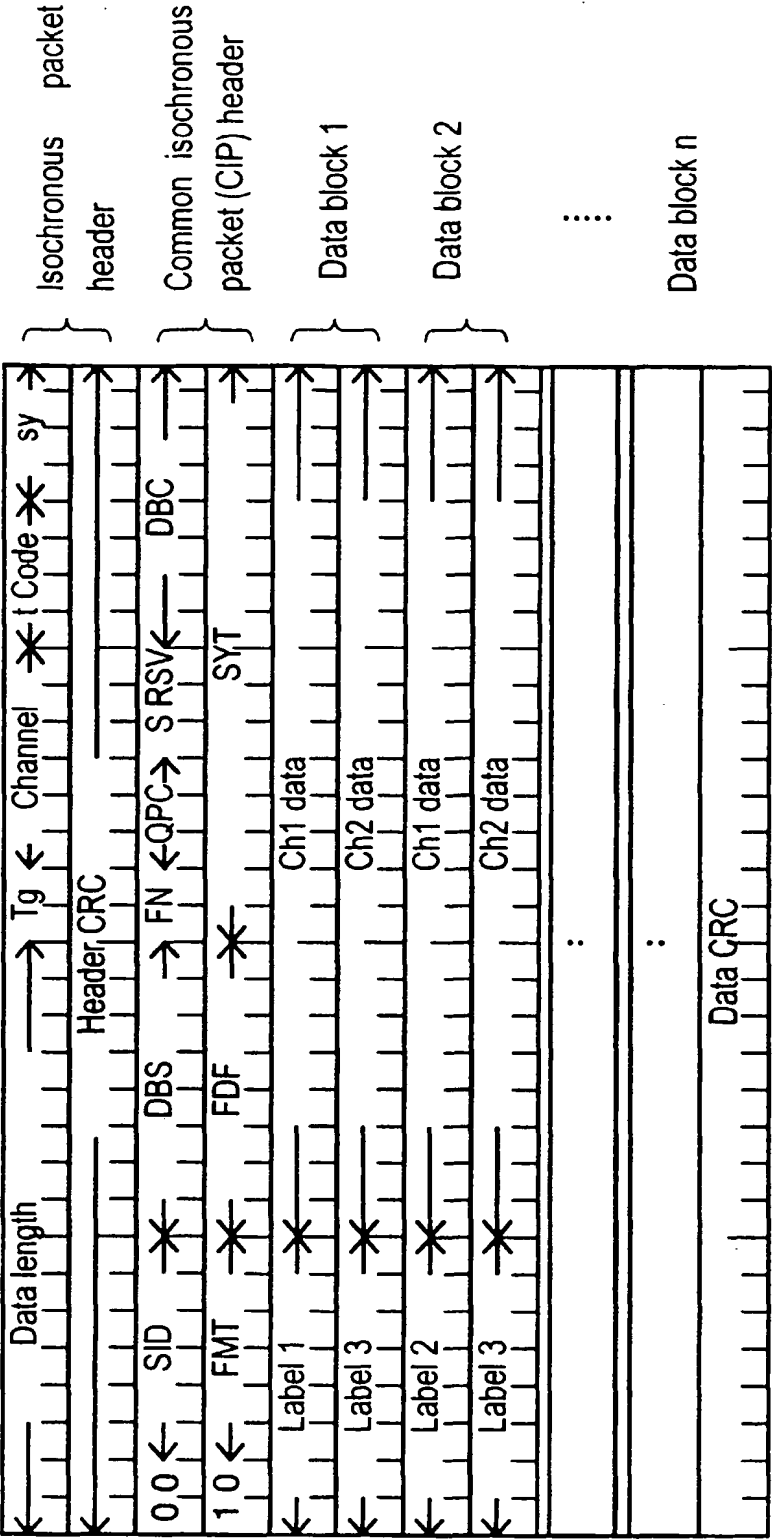 Data length Tg Channel t Code sy
Isochronous packet
header
Header CRC
0 0 SID DBS FN QPC S RSV DBC
Common isochronous
packet (CIP) header
1 0 FMT FDF SYT
Label 1 Ch1 data
Data block 1
Label 3 Ch2 data
Label 2 Ch1 data
Data block 2
Label 3 Ch2 data
:
.....
:
Data block n
Data CRC